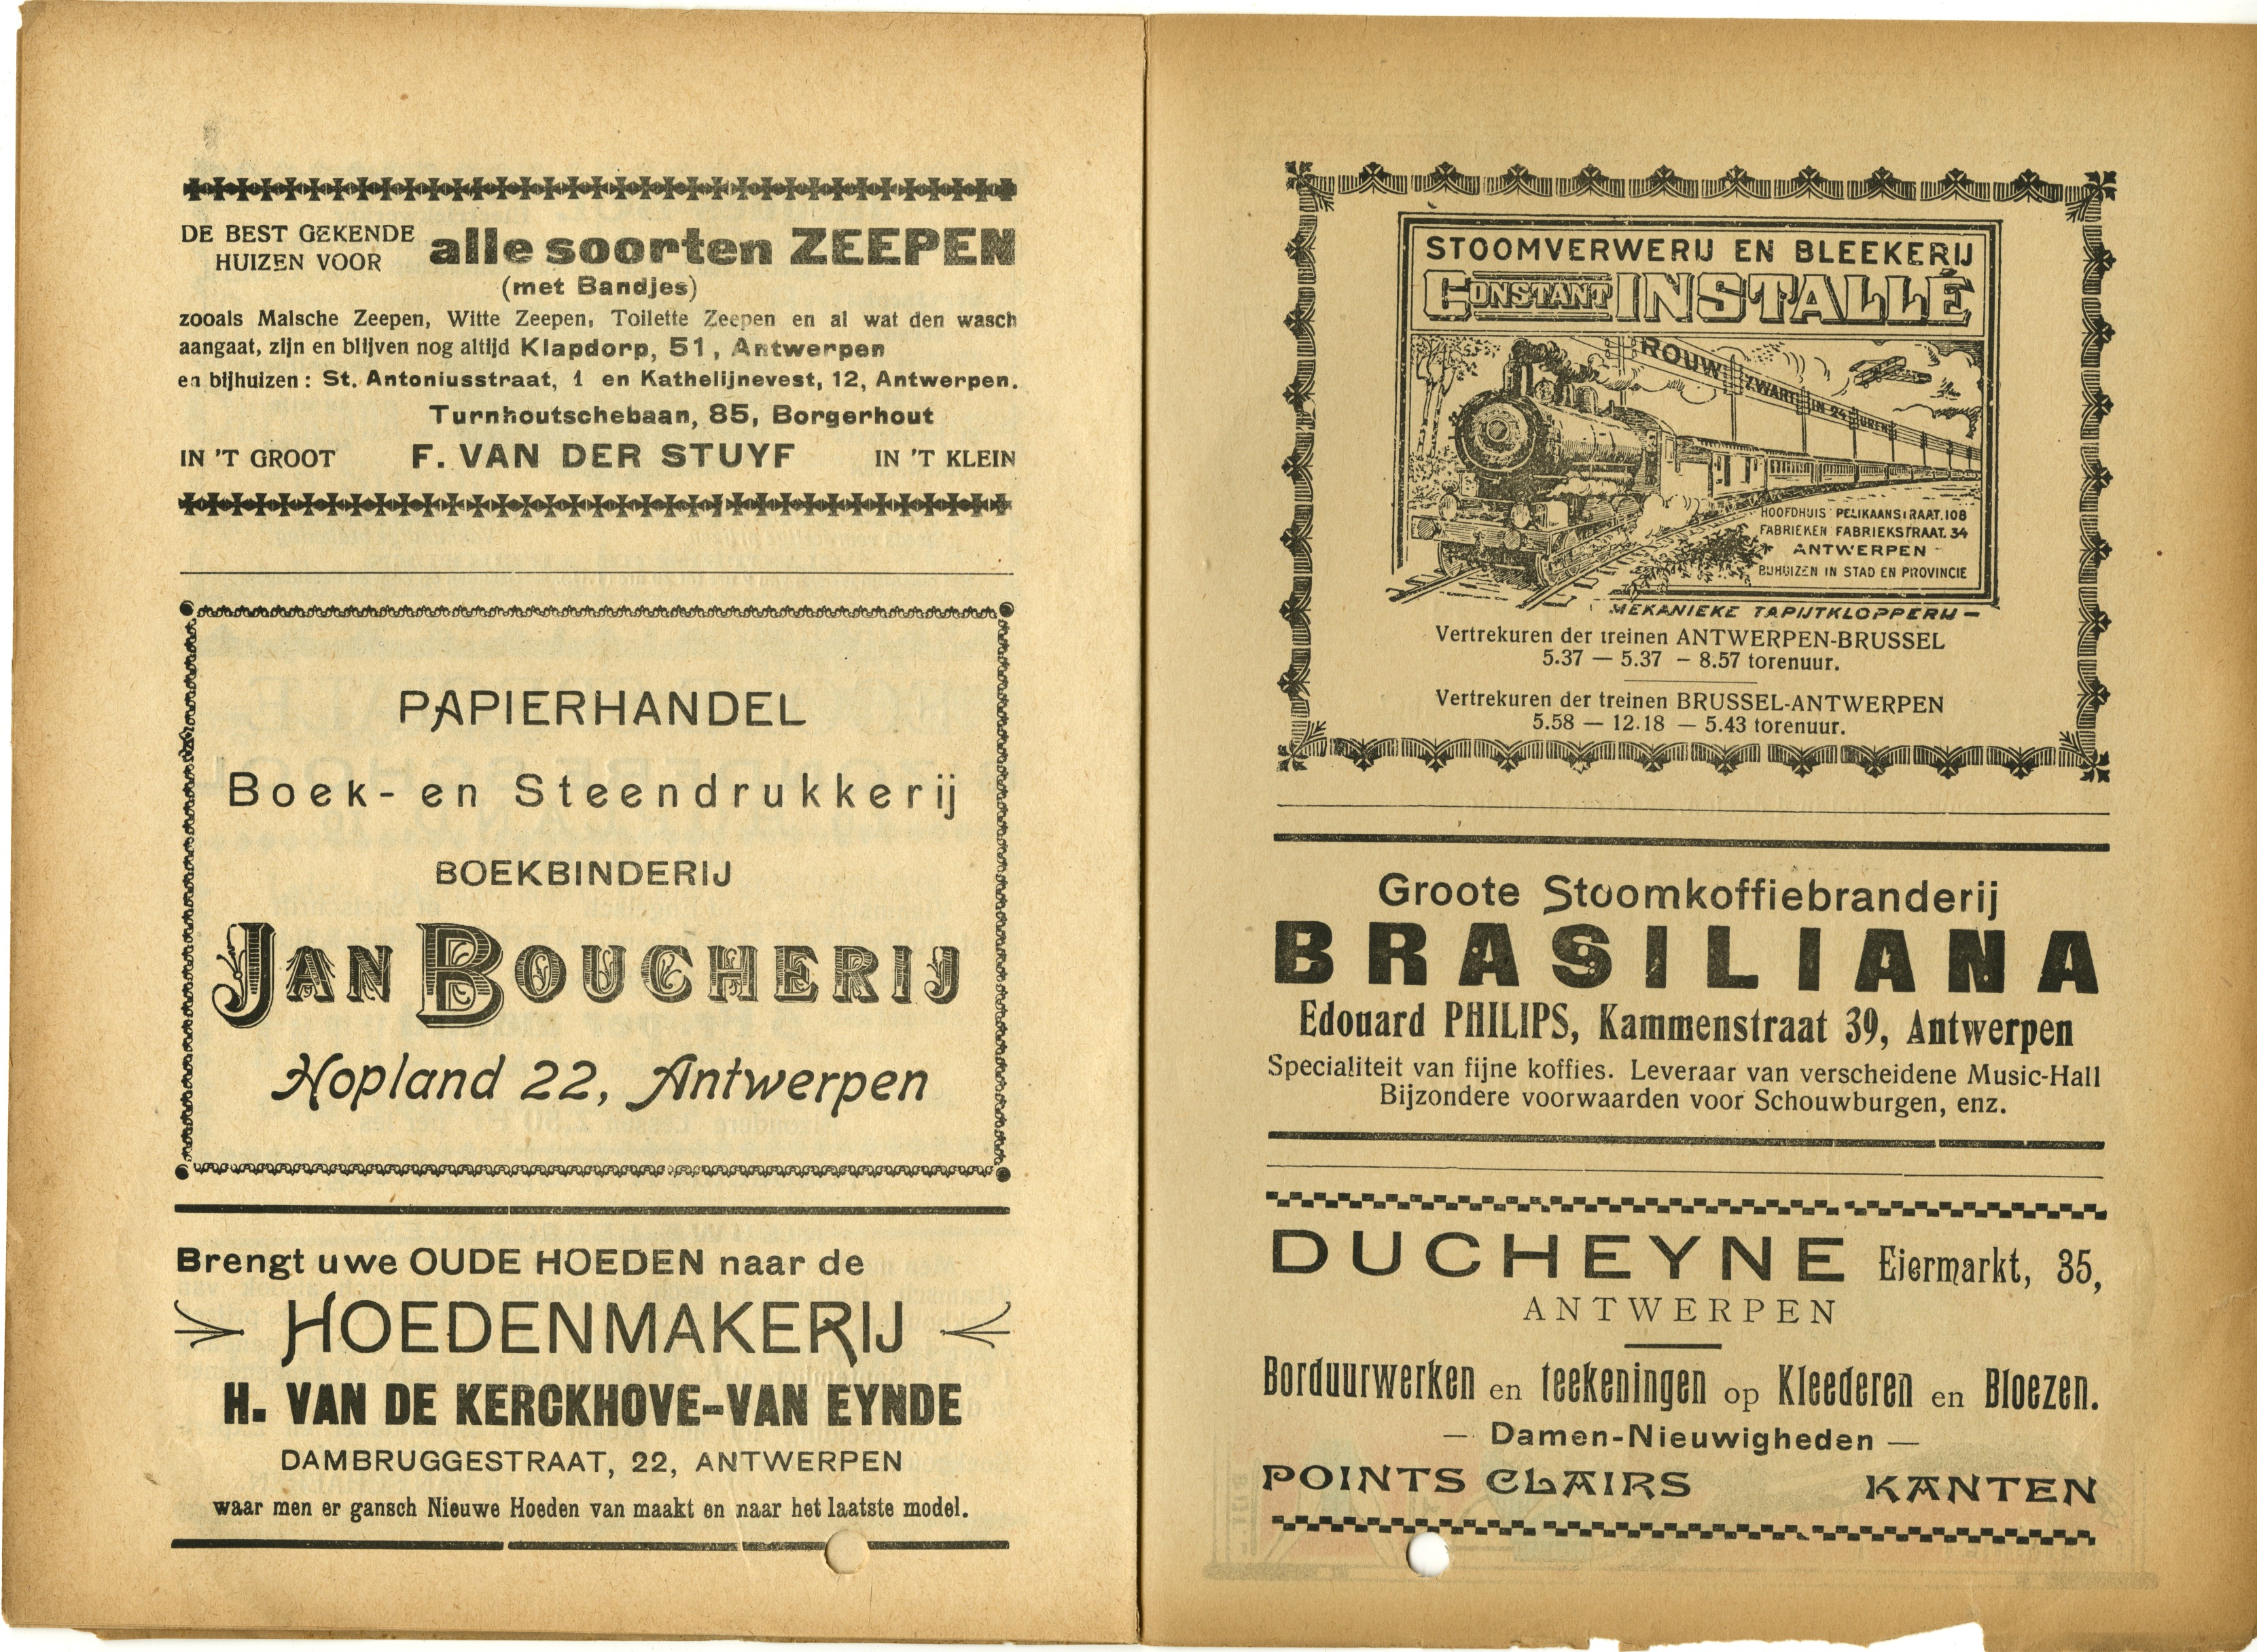 DE BEST GEKENDE HUIZEN VOOR alle soorten ZEEPEN
(met Bandjes)
zooals Malsche Zeepen, Witte Zeepen, Toilette Zeepen en al wat den wasch
aangaat, zijn en blijven nog altijd Klapdorp, 51, Antwerpen
en bijhuizen : St. Antoniusstraat, 1 en Kathelijnevest, 12, Antwerpen.
Turnhoutschebaan, 85, Borgerhout
IN 'T GROOT F. VAN DER STUYF IN 'T KLEIN
PAPIERHANDEL
Boek- en Steendrukkerij
BOEKBINDERIJ
JAN BOUCHERIJ
Hopland 22, Antwerpen
Brengt uwe OUDE HOEDEN naar de
HOEDENMAKERIJ
H. VAN DE KERCKHOVE-VAN EYNDE
DAMBRUGGESTRAAT, 22, ANTWERPEN
waar men er gansch Nieuwe Hoeden van maakt en naar het laatste model.
STOOMVERWERIJ EN BLEEKERIJ
CONSTANT INSTALLÉ
ROUW ZWART IN 24 UREN
HOOFDHUIS PELIKAANSTRAAT.108
FABRIEKEN FABRIEKSTRAAT.34
ANTWERPEN
BIJHUIZEN IN STAD EN PROVINCIE
MEKANIEKE TAPIJTKLOPPERIJ —
Vertrekuren der treinen ANTWERPEN-BRUSSEL
5.37 — 5.37 — 8.57 torenuur.
Vertrekuren der treinen BRUSSEL-ANTWERPEN
5.58 — 12.18 — 5.43 torenuur.
Groote Stoomkoffiebranderij
BRASILIANA
Edouard PHILIPS, Kammenstraat 39, Antwerpen
Specialiteit van fijne koffies. Leveraar van verscheidene Music-Hall
Bijzondere voorwaarden voor Schouwburgen, enz.
DUCHEYNE Eiermarkt, 35,
ANTWERPEN
Borduurwerken en teekeningen op Kleederen en Bloezen.
— Damen-Nieuwigheden —
POINTS CLAIRS KANTEN